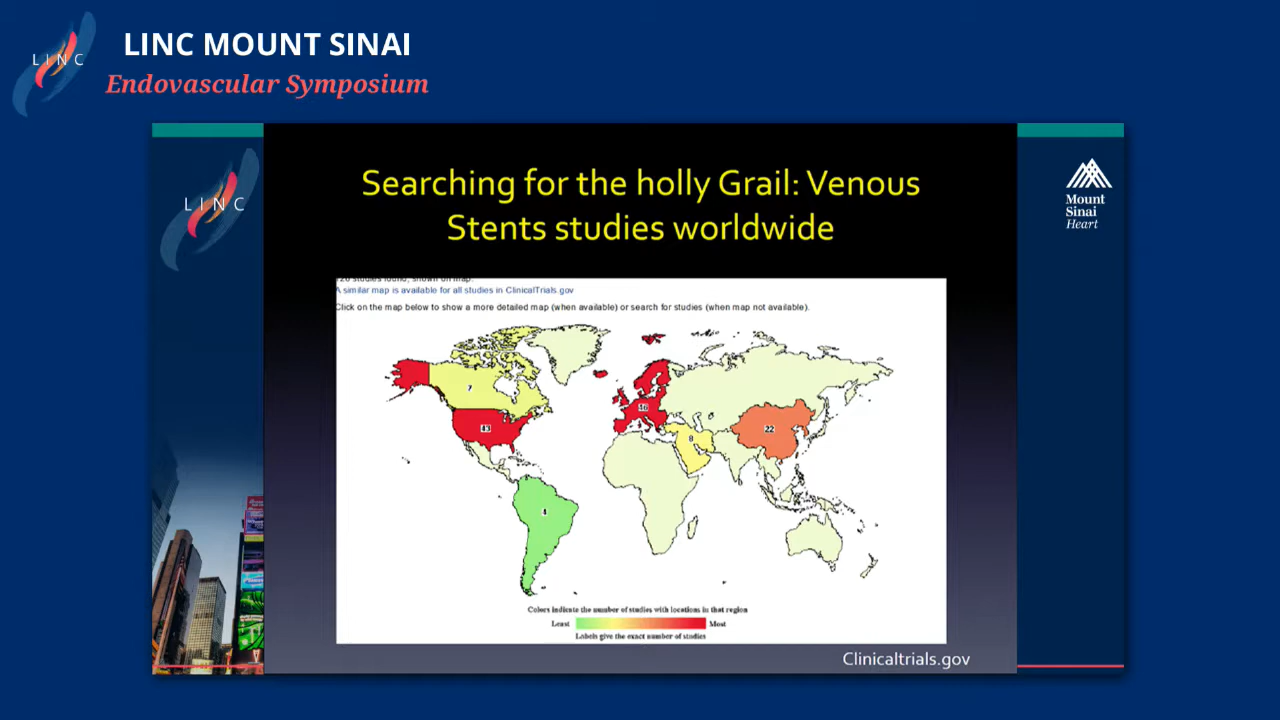 LINC
LINC MOUNT SINAI
Endovascular Symposium
LINC
Mount
Sinai
Heart
Searching for the holly Grail: Venous
Stents studies worldwide
studies found, shown on map.
A similar map is available for all studies in ClinicalTrials.gov
Click on the map below to show a more detailed map (when available) or search for studies (when map not available).
7
43
22
Colors indicate the number of studies with locations in that region
Least
Most
Labels give the exact number of studies
Clinicaltrials.gov